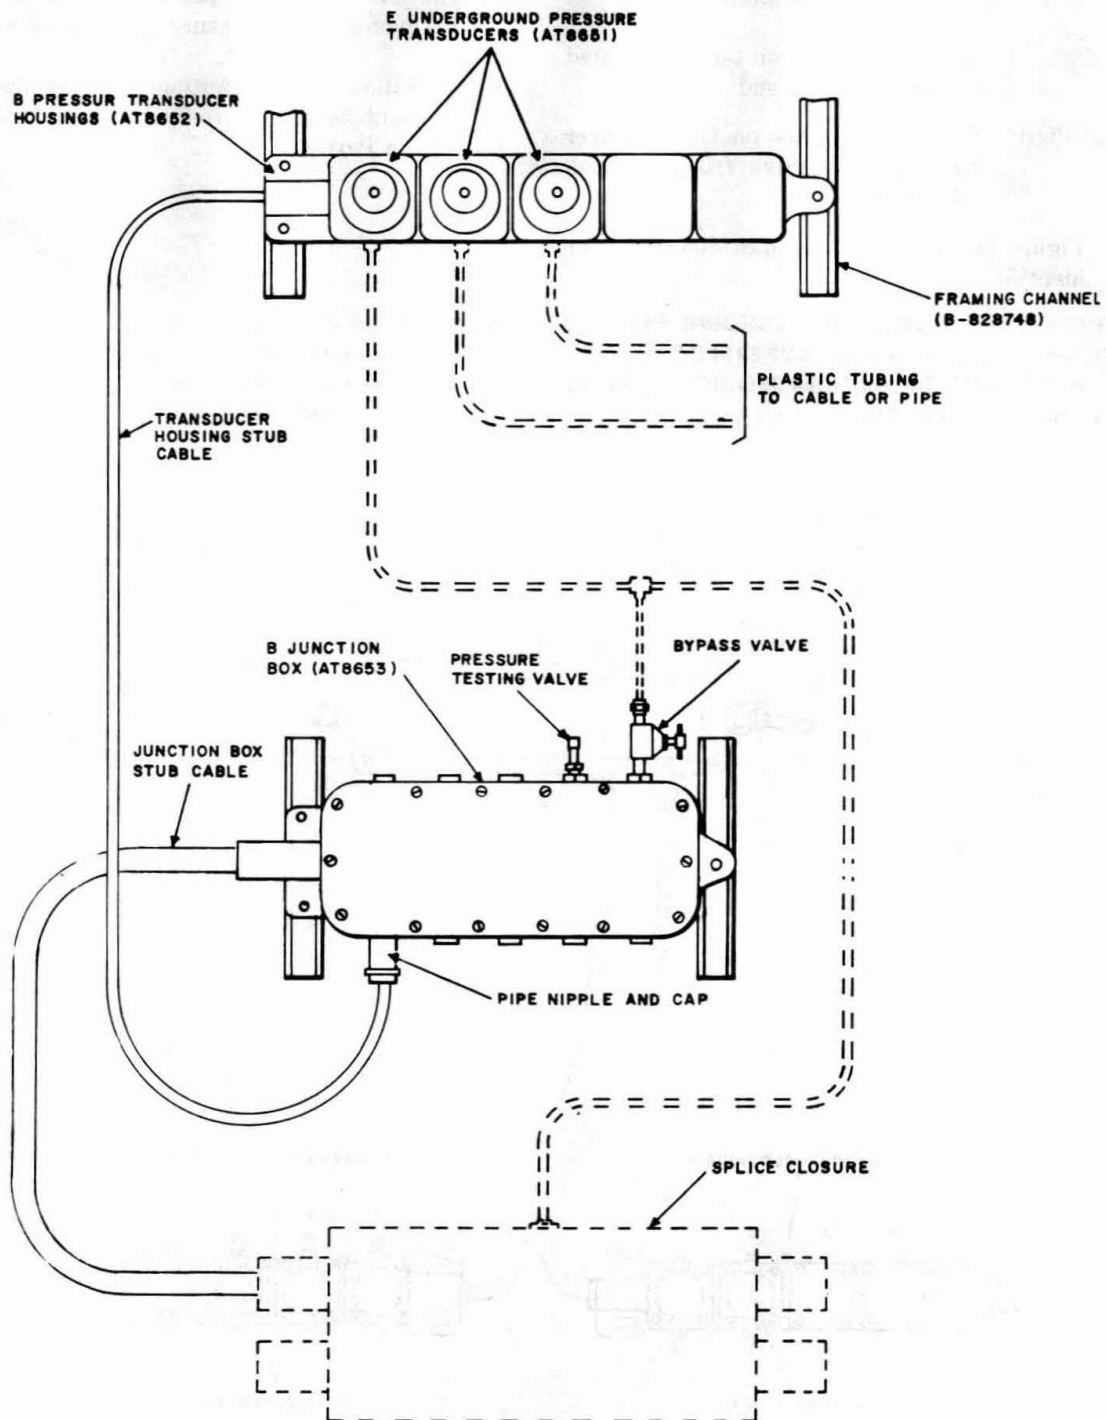 E UNDERGROUND PRESSURE
TRANSDUCERS (AT8651)
B PRESSUR TRANSDUCER
HOUSINGS (AT8652)
FRAMING CHANNEL
(B-828748)
PLASTIC TUBING
TO CABLE OR PIPE
TRANSDUCER
HOUSING STUB
CABLE
B JUNCTION
BOX (AT8653)
PRESSURE
TESTING VALVE
BYPASS VALVE
JUNCTION BOX
STUB CABLE
PIPE NIPPLE AND CAP
SPLICE CLOSURE